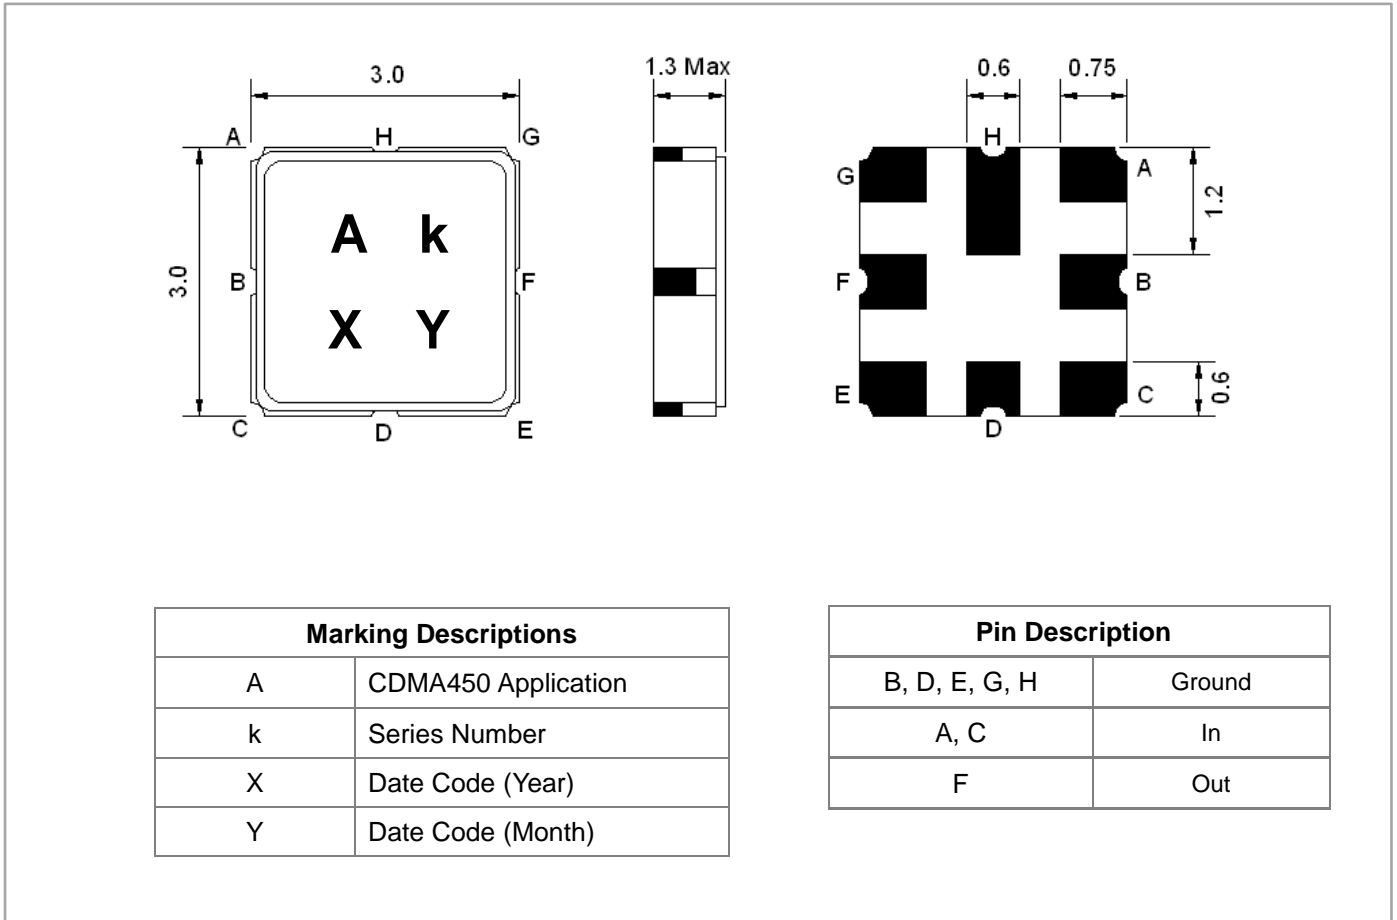 3.0
1.3 Max
0.6 0.75
A H G
H
G A
A k
1.2
3.0
B F
F B
X Y
E C
0.6
C D E
D
Marking Descriptions
A CDMA450 Application
k Series Number
X Date Code (Year)
Y Date Code (Month)
Pin Description
B, D, E, G, H Ground
A, C In
F Out